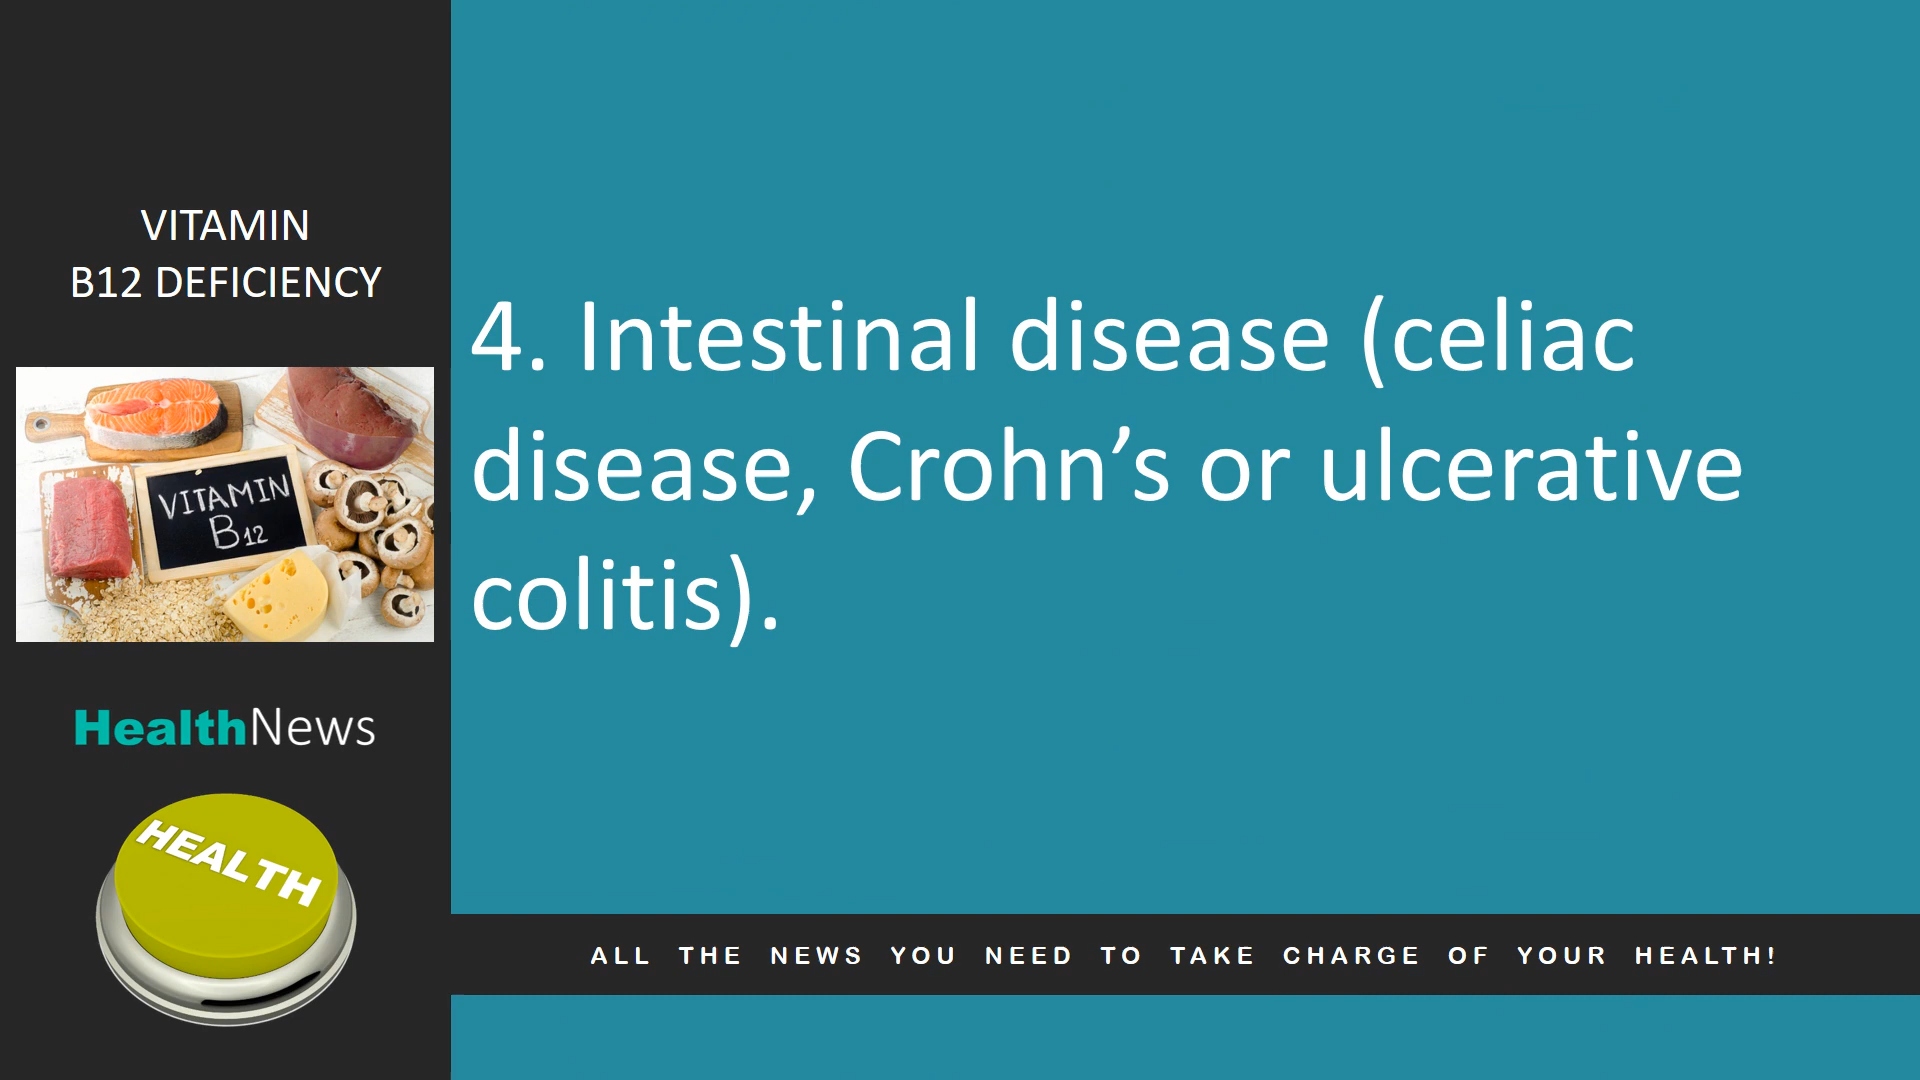 VITAMIN
B12 DEFICIENCY
VITAMIN
B12
HealthNews
HEALTH
4. Intestinal disease (celiac
disease, Crohn’s or ulcerative
colitis).
ALL THE NEWS YOU NEED TO TAKE CHARGE OF YOUR HEALTH!